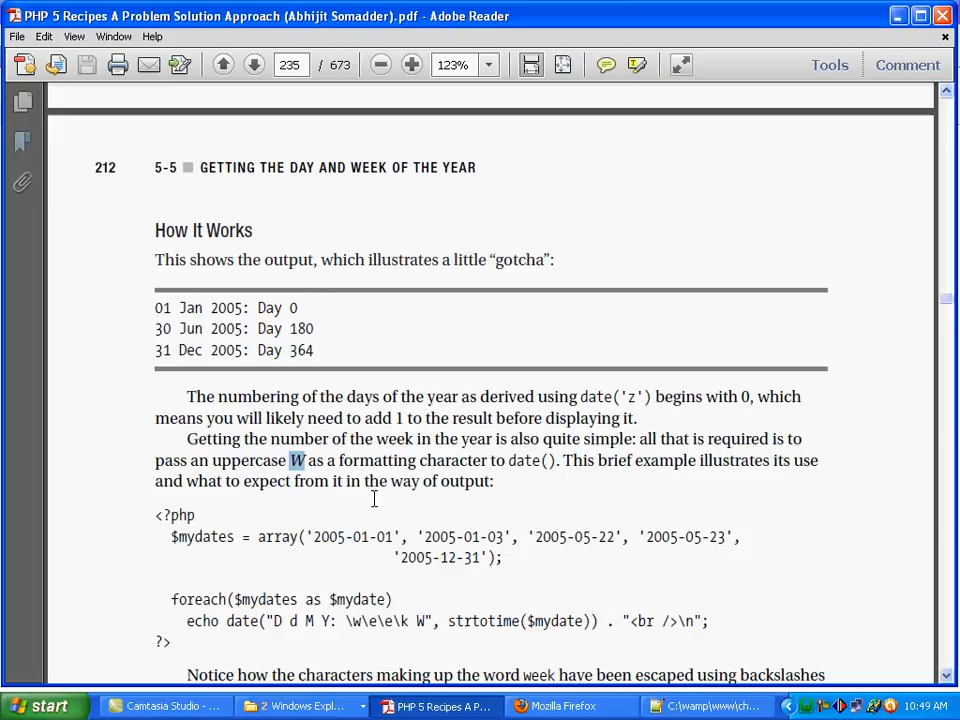 PHP 5 Recipes A Problem Solution Approach (Abhijit Somadder).pdf - Adobe Reader
File Edit View Window Help
235 / 673 123% Tools Comment
212 5-5 ■ GETTING THE DAY AND WEEK OF THE YEAR
How It Works
This shows the output, which illustrates a little “gotcha”:
01 Jan 2005: Day 0
30 Jun 2005: Day 180
31 Dec 2005: Day 364
The numbering of the days of the year as derived using date('z') begins with 0, which
means you will likely need to add 1 to the result before displaying it.
Getting the number of the week in the year is also quite simple: all that is required is to
pass an uppercase W as a formatting character to date(). This brief example illustrates its use
and what to expect from it in the way of output:
<?php
$mydates = array('2005-01-01', '2005-01-03', '2005-05-22', '2005-05-23',
'2005-12-31');
foreach($mydates as $mydate)
echo date("D d M Y: \w\e\e\k W", strtotime($mydate)) . "<br />\n";
?>
Notice how the characters making up the word week have been escaped using backslashes
start Camtasia Studio - ... 2 Windows Expl... PHP 5 Recipes A P... Mozilla Firefox C:\wamp\www\ch... 10:49 AM